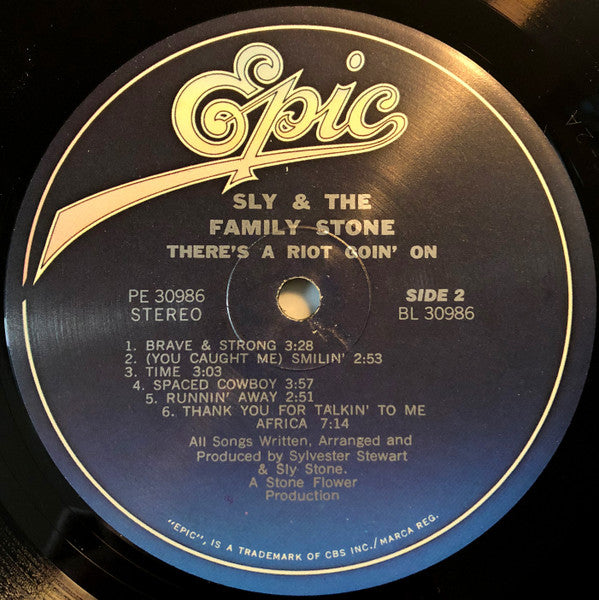 Epic
SLY & THE
FAMILY STONE
THERE'S A RIOT GOIN' ON
PE 30986
STEREO
SIDE 2
BL 30986
1. BRAVE & STRONG 3:28
2. (YOU CAUGHT ME) SMILIN' 2:53
3. TIME 3:03
4. SPACED COWBOY 3:57
5. RUNNIN' AWAY 2:51
6. THANK YOU FOR TALKIN' TO ME
AFRICA 7:14
All Songs Written, Arranged and
Produced by Sylvester Stewart
& Sly Stone.
A Stone Flower
Production
"EPIC", IS A TRADEMARK OF CBS INC./MARCA REG.